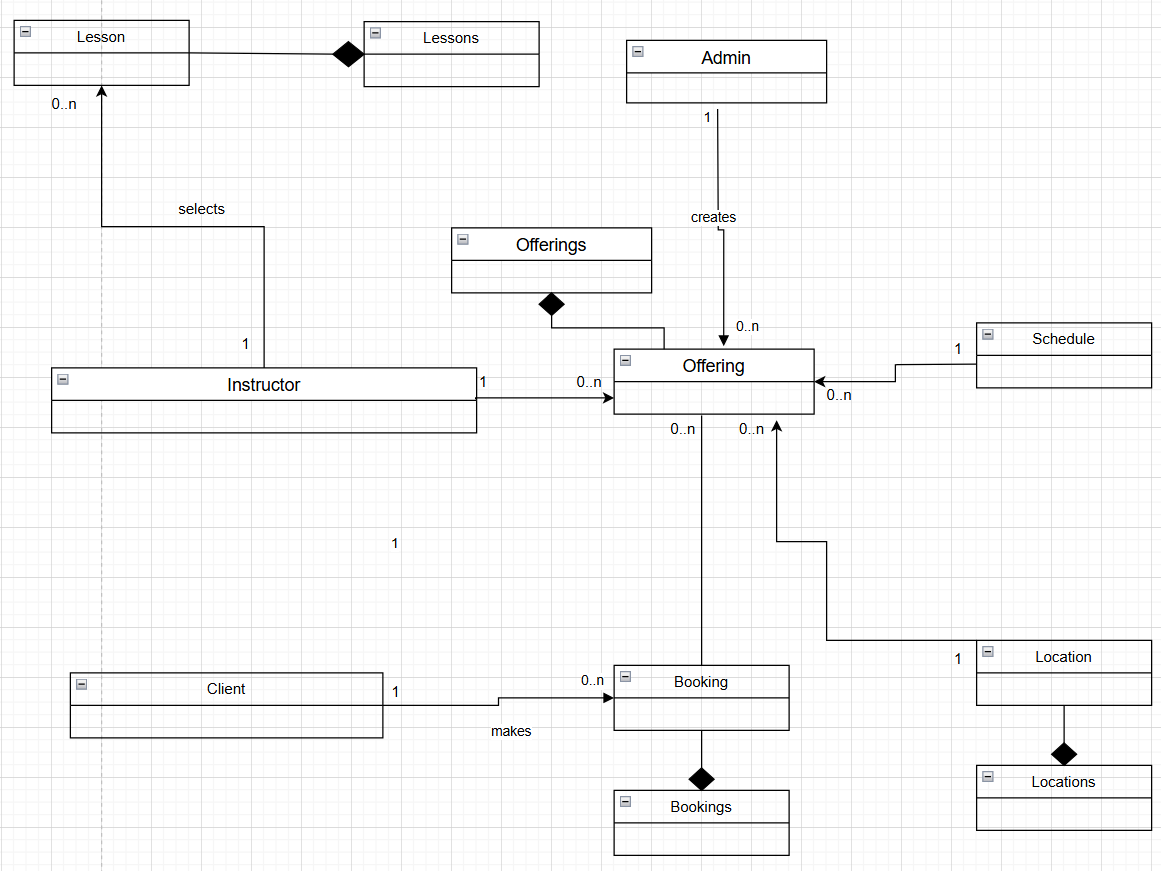 Lesson
Lessons
Admin
0..n
1
selects
creates
Offerings
0..n
1
Schedule
1
Offering
Instructor
1
0..n
0..n
0..n
0..n
1
Location
1
Client
1
0..n
Booking
makes
Locations
Bookings